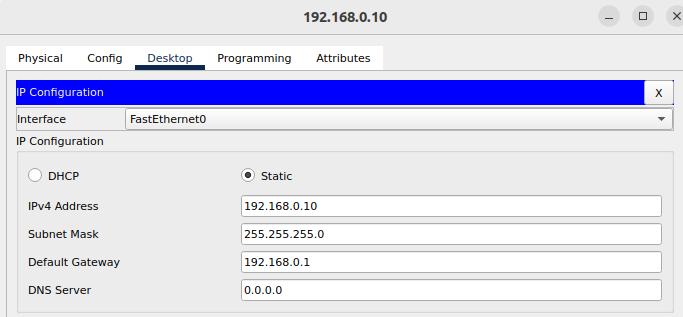 192.168.0.10
Physical Config Desktop Programming Attributes
IP Configuration X
Interface FastEthernet0
IP Configuration
DHCP Static
IPv4 Address 192.168.0.10
Subnet Mask 255.255.255.0
Default Gateway 192.168.0.1
DNS Server 0.0.0.0